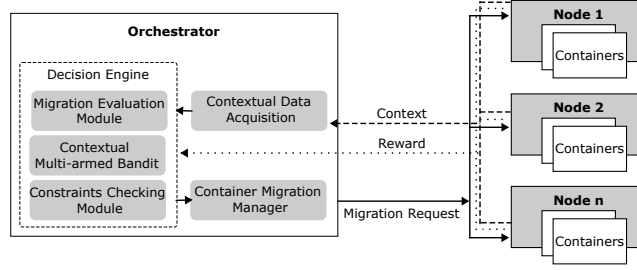 Orchestrator
Decision Engine
Migration Evaluation
Module
Contextual Data
Acquisition
Contextual
Multi-armed Bandit
Constraints Checking
Module
Container Migration
Manager
Context
Reward
Migration Request
Node 1
Containers
Node 2
Containers
Node n
Containers